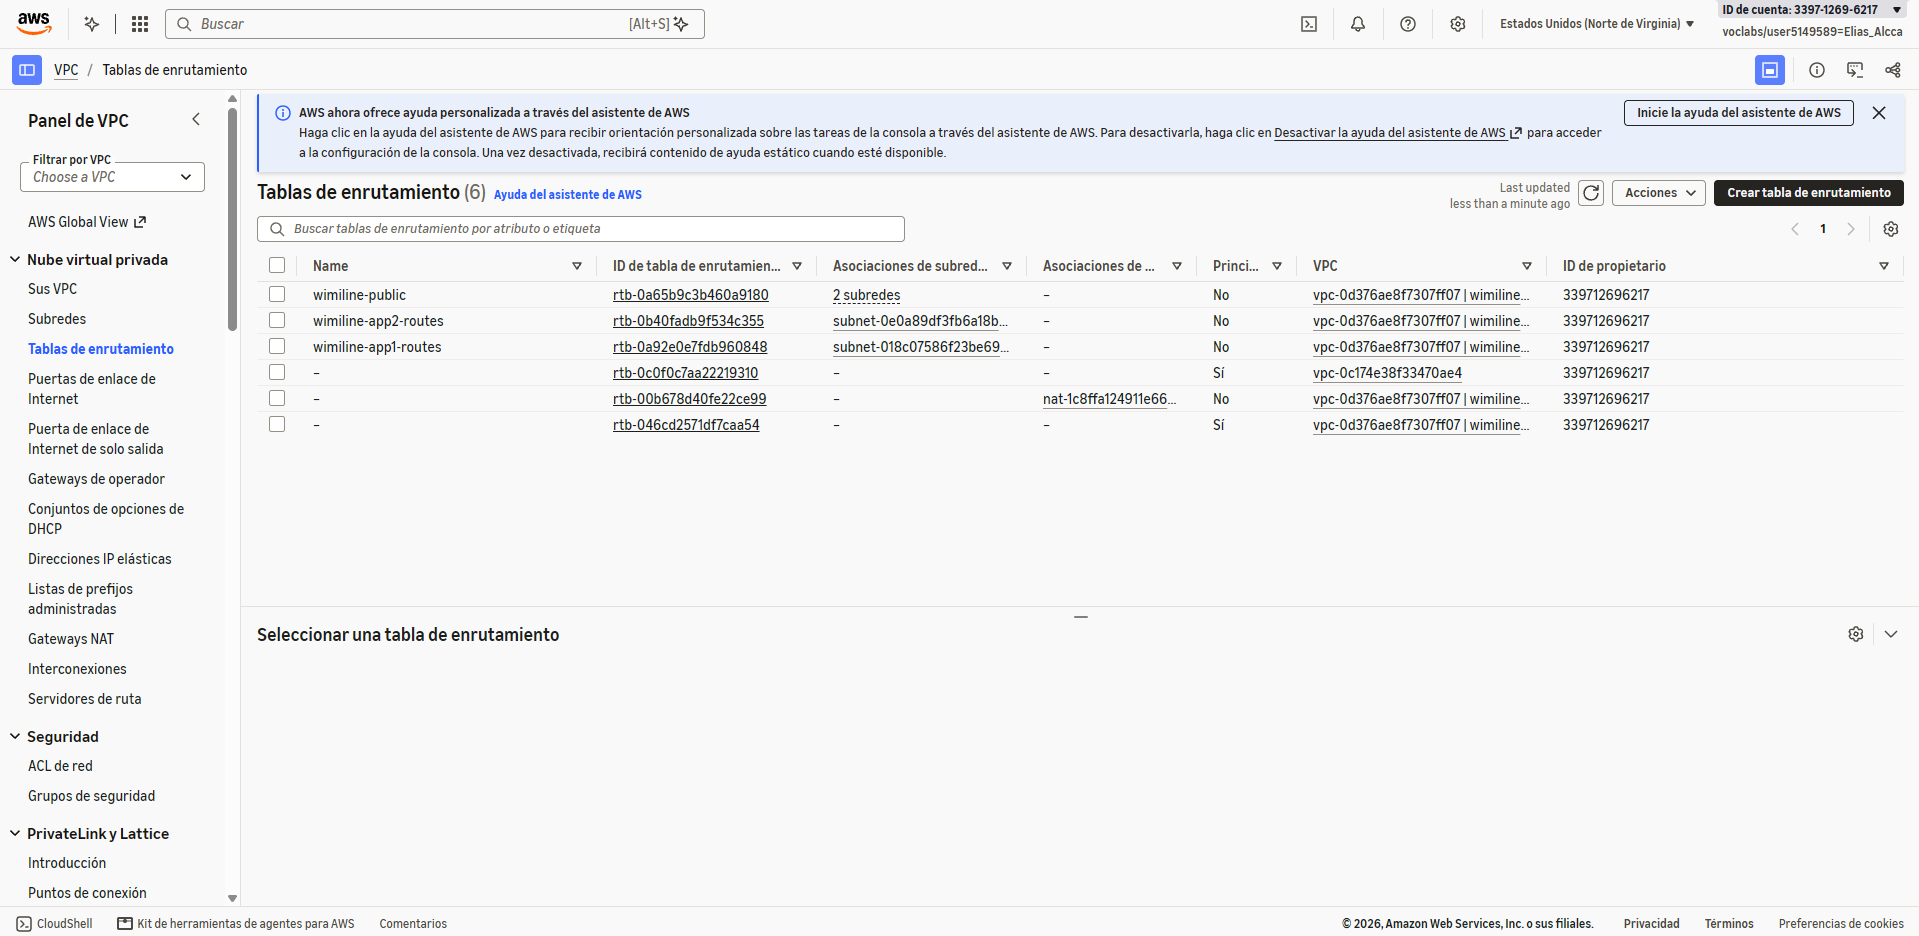 aws
Buscar
[Alt+S]
Estados Unidos (Norte de Virginia)
ID de cuenta: 3397-1269-6217
voclabs/user5149589=Elias_Alcca
VPC / Tablas de enrutamiento
Panel de VPC
Filtrar por VPC
Choose a VPC
AWS Global View
Nube virtual privada
Sus VPC
Subredes
Tablas de enrutamiento
Puertas de enlace de
Internet
Puerta de enlace de
Internet de solo salida
Gateways de operador
Conjuntos de opciones de
DHCP
Direcciones IP elásticas
Listas de prefijos
administradas
Gateways NAT
Interconexiones
Servidores de ruta
Seguridad
ACL de red
Grupos de seguridad
PrivateLink y Lattice
Introducción
Puntos de conexión
AWS ahora ofrece ayuda personalizada a través del asistente de AWS
Haga clic en la ayuda del asistente de AWS para recibir orientación personalizada sobre las tareas de la consola a través del asistente de AWS. Para desactivarla, haga clic en Desactivar la ayuda del asistente de AWS para acceder
a la configuración de la consola. Una vez desactivada, recibirá contenido de ayuda estático cuando esté disponible.
Inicie la ayuda del asistente de AWS
Tablas de enrutamiento (6) Ayuda del asistente de AWS
Last updated
less than a minute ago
Acciones
Crear tabla de enrutamiento
Buscar tablas de enrutamiento por atributo o etiqueta
1
Name ID de tabla de enrutamien... Asociaciones de subred... Asociaciones de ... Princi... VPC ID de propietario
wimiline-public rtb-0a65b9c3b460a9180 2 subredes – No vpc-0d376ae8f7307ff07 | wimiline... 339712696217
wimiline-app2-routes rtb-0b40fadb9f534c355 subnet-0e0a89df3fb6a18b... – No vpc-0d376ae8f7307ff07 | wimiline... 339712696217
wimiline-app1-routes rtb-0a92e0e7fdb960848 subnet-018c07586f23be69... – No vpc-0d376ae8f7307ff07 | wimiline... 339712696217
– rtb-0c0f0c7aa22219310 – – Sí vpc-0c174e38f33470ae4 339712696217
– rtb-00b678d40fe22ce99 – nat-1c8ffa124911e66... No vpc-0d376ae8f7307ff07 | wimiline... 339712696217
– rtb-046cd2571df7caa54 – – Sí vpc-0d376ae8f7307ff07 | wimiline... 339712696217
Seleccionar una tabla de enrutamiento
CloudShell
Kit de herramientas de agentes para AWS
Comentarios
© 2026, Amazon Web Services, Inc. o sus filiales.
Privacidad
Términos
Preferencias de cookies